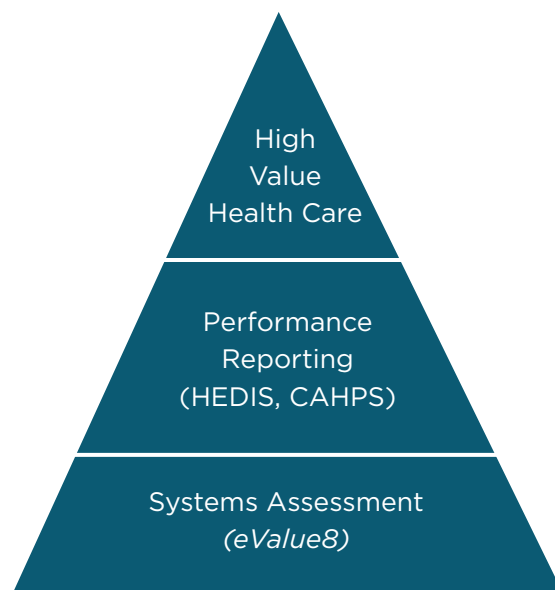 High
Value
Health Care
Performance
Reporting
(HEDIS, CAHPS)
Systems Assessment
(eValue8)